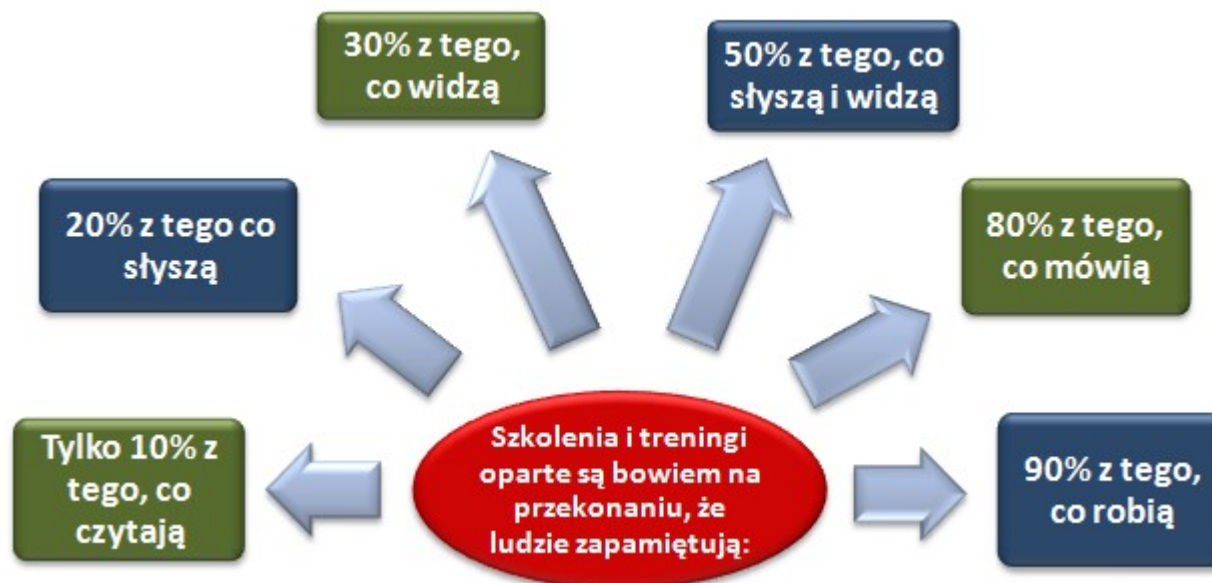 30% z tego,
co widzą
50% z tego, co
słyszą i widzą
20% z tego co
słyszą
80% z tego,
co mówią
Tylko 10% z
tego, co
czytają
Szkolenia i treningi
oparte są bowiem na
przekonaniu, że
ludzie zapamiętują:
90% z tego,
co robią